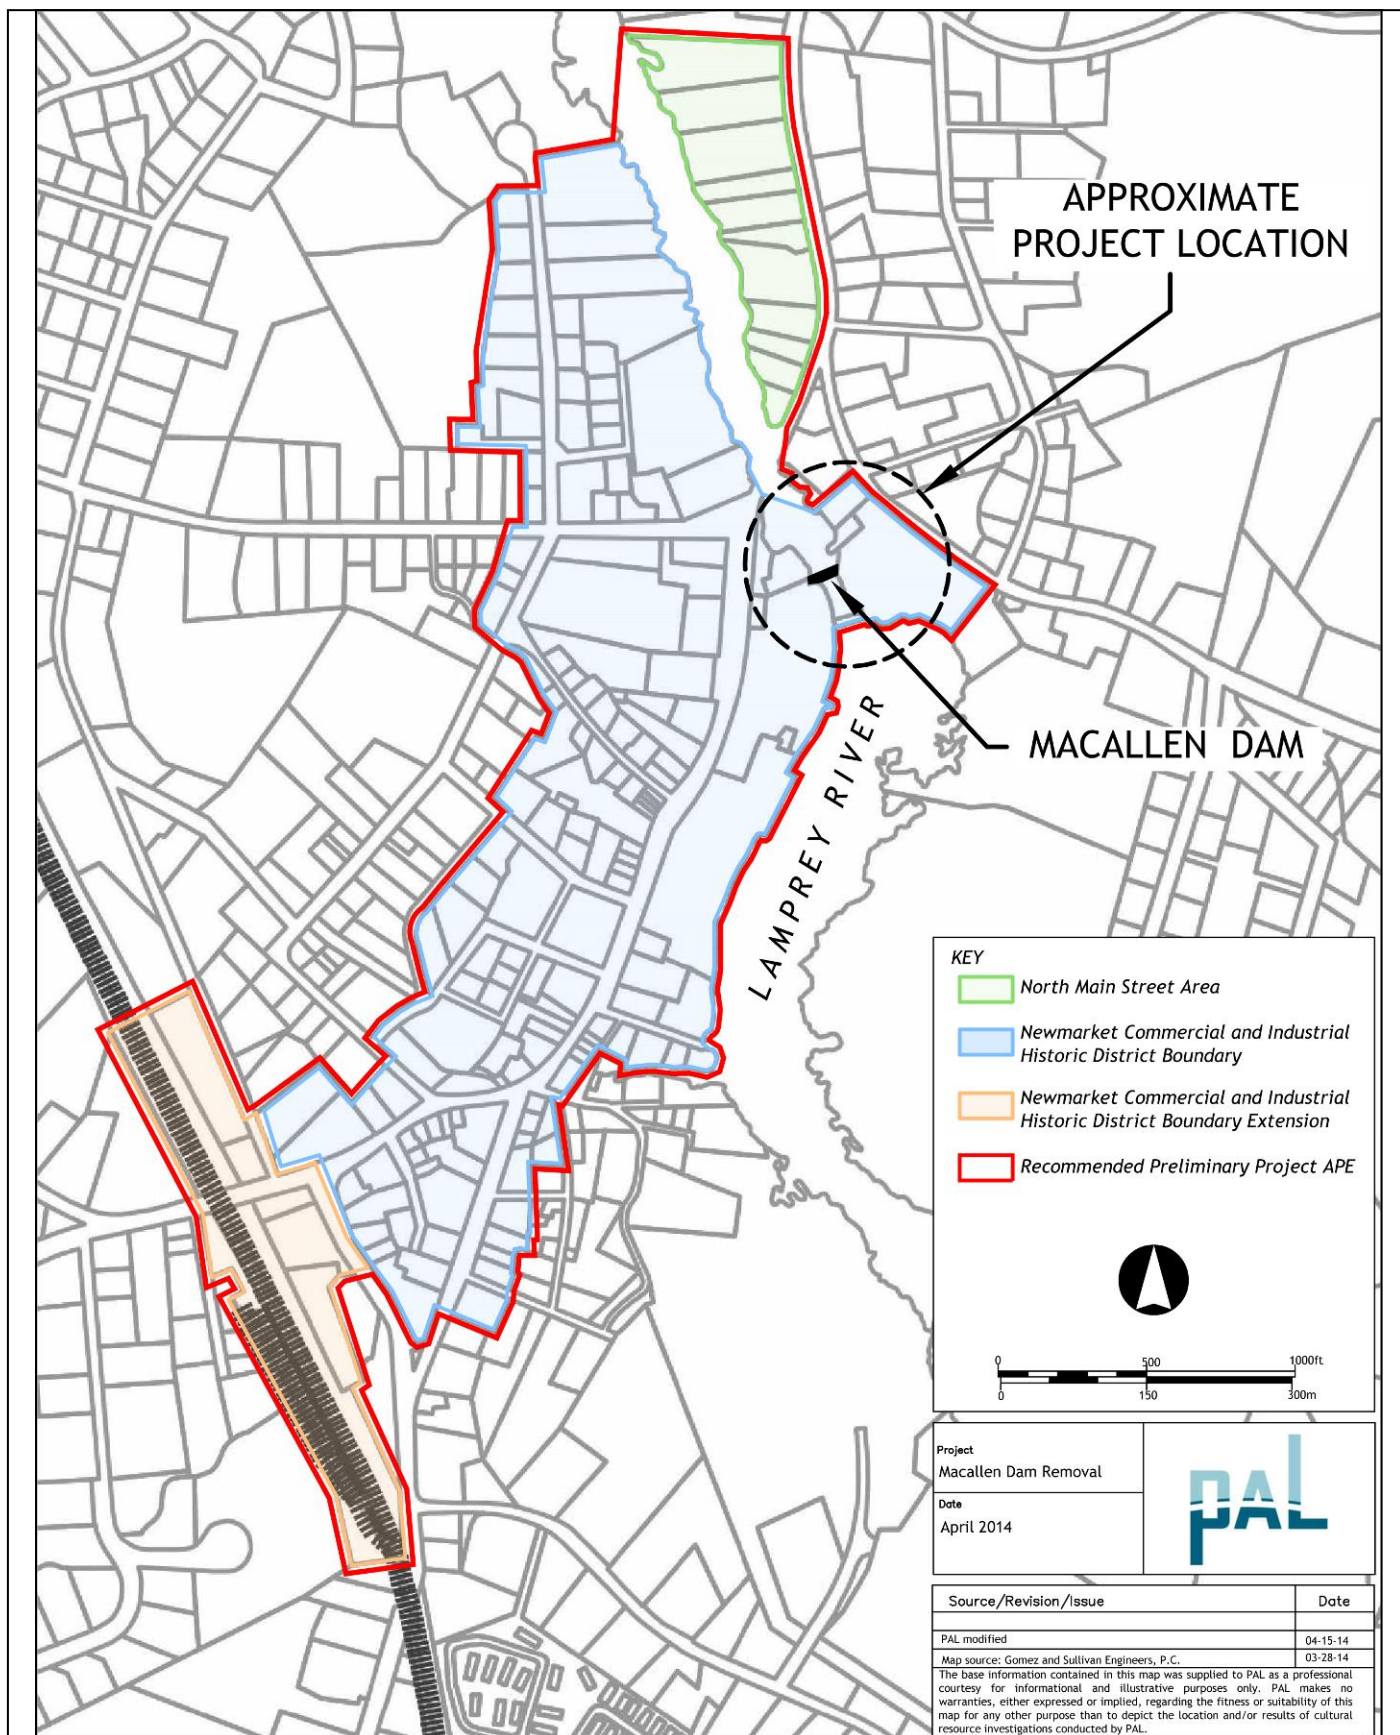 APPROXIMATE
PROJECT LOCATION
MACALLEN DAM
LAMPREY RIVER
KEY
North Main Street Area
Newmarket Commercial and Industrial
Historic District Boundary
Newmarket Commercial and Industrial
Historic District Boundary Extension
Recommended Preliminary Project APE
0 500 1000ft
0 150 300m
Project
Macallen Dam Removal
Date
April 2014
PAL
Source/Revision/Issue Date
PAL modified 04-15-14
Map source: Gomez and Sullivan Engineers, P.C. 03-28-14
The base information contained in this map was supplied to PAL as a professional
courtesy for informational and illustrative purposes only. PAL makes no
warranties, either expressed or implied, regarding the fitness or suitability of this
map for any other purpose than to depict the location and/or results of cultural
resource investigations conducted by PAL.